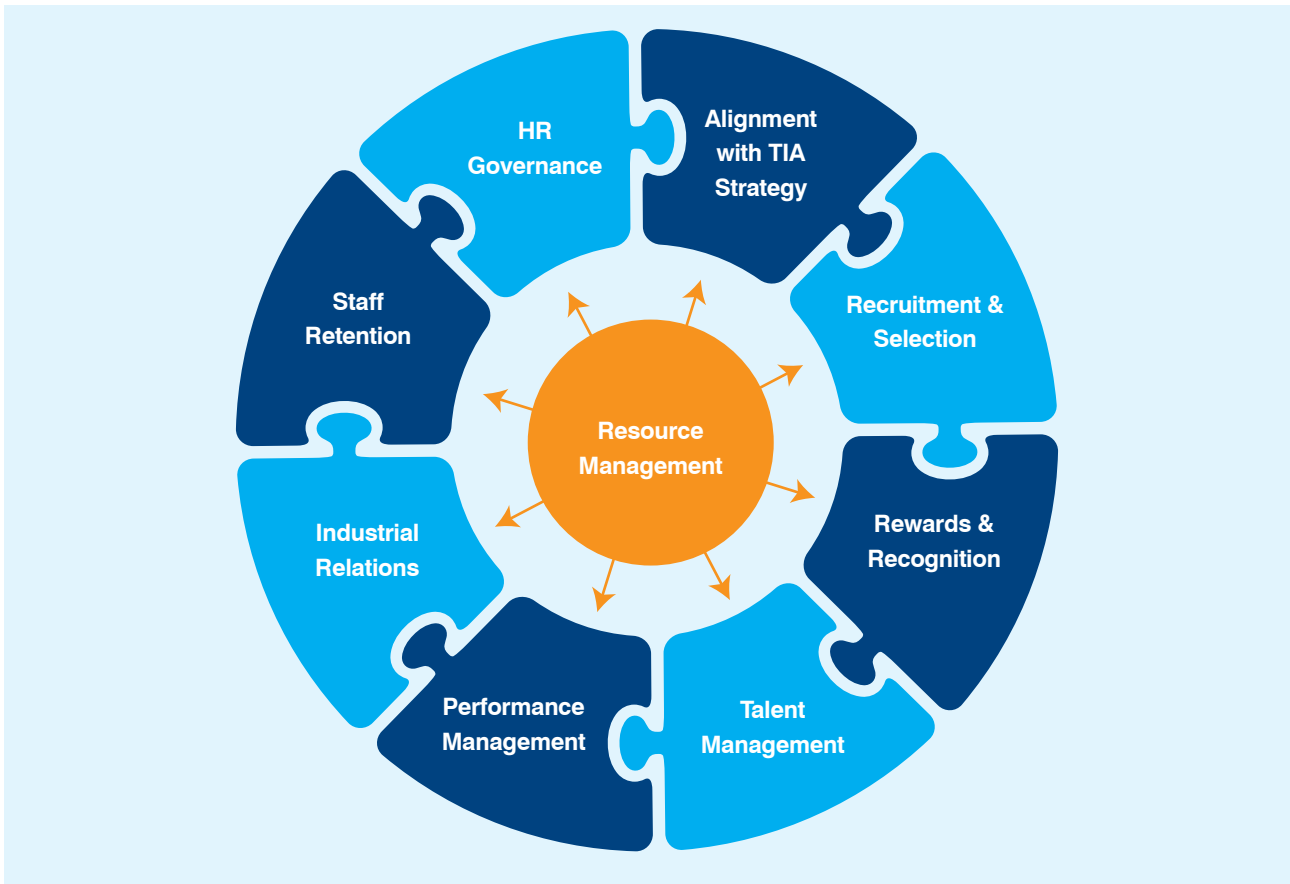 HR
Governance
Alignment
with TIA
Strategy
Recruitment &
Selection
Rewards &
Recognition
Talent
Management
Performance
Management
Industrial
Relations
Staff
Retention
Resource
Management